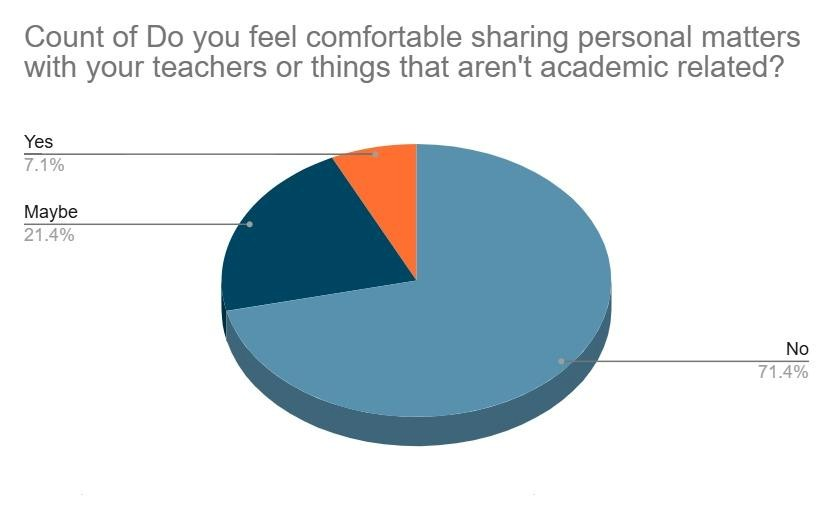 Count of Do you feel comfortable sharing personal matters
with your teachers or things that aren't academic related?
Yes
7.1%
Maybe
21.4%
No
71.4%